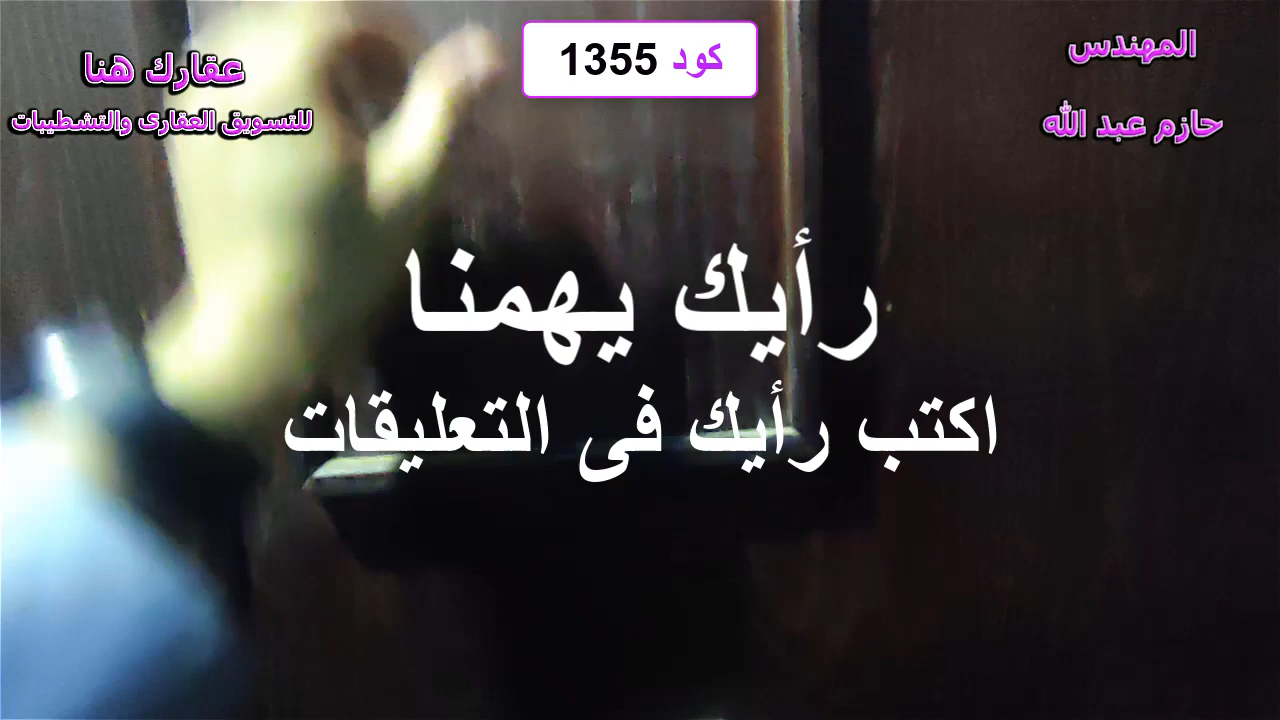 كود 1355
المهندس
حازم عبد الله
عقارك هنا
للتسويق العقارى والتشطيبات
رأيك يهمنا
اكتب رأيك فى التعليقات